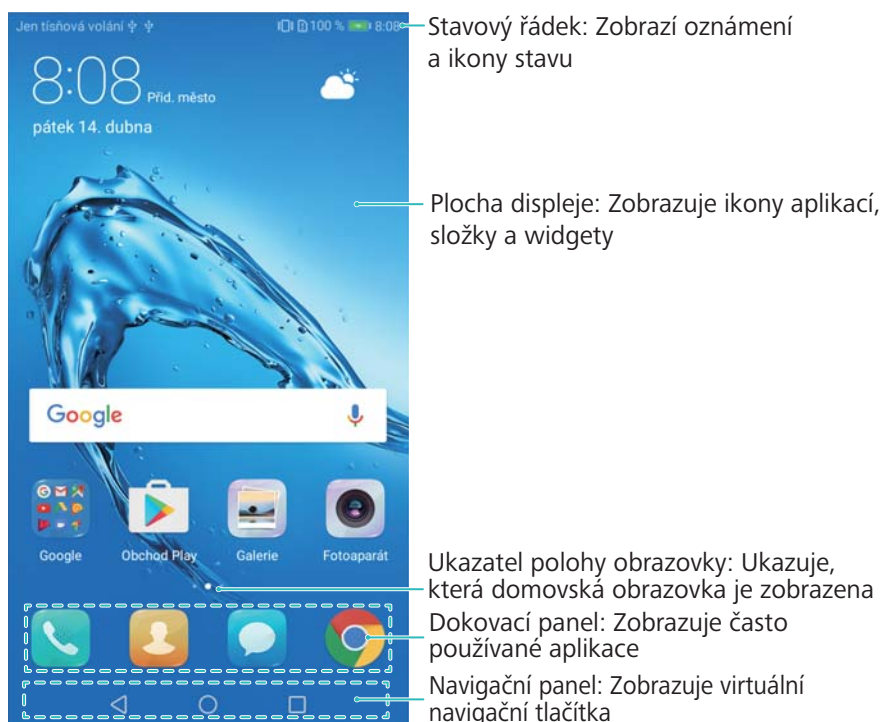 Jen tísňová volání 100 % 8:08
8:08 Přid. město
pátek 14. dubna
Google
Google Obchod Play Galerie Fotoaparát
Stavový řádek: Zobrazí oznámení
a ikony stavu
Plocha displeje: Zobrazuje ikony aplikací,
složky a widgety
Ukazatel polohy obrazovky: Ukazuje,
která domovská obrazovka je zobrazena
Dokovací panel: Zobrazuje často
používané aplikace
Navigační panel: Zobrazuje virtuální
navigační tlačítka